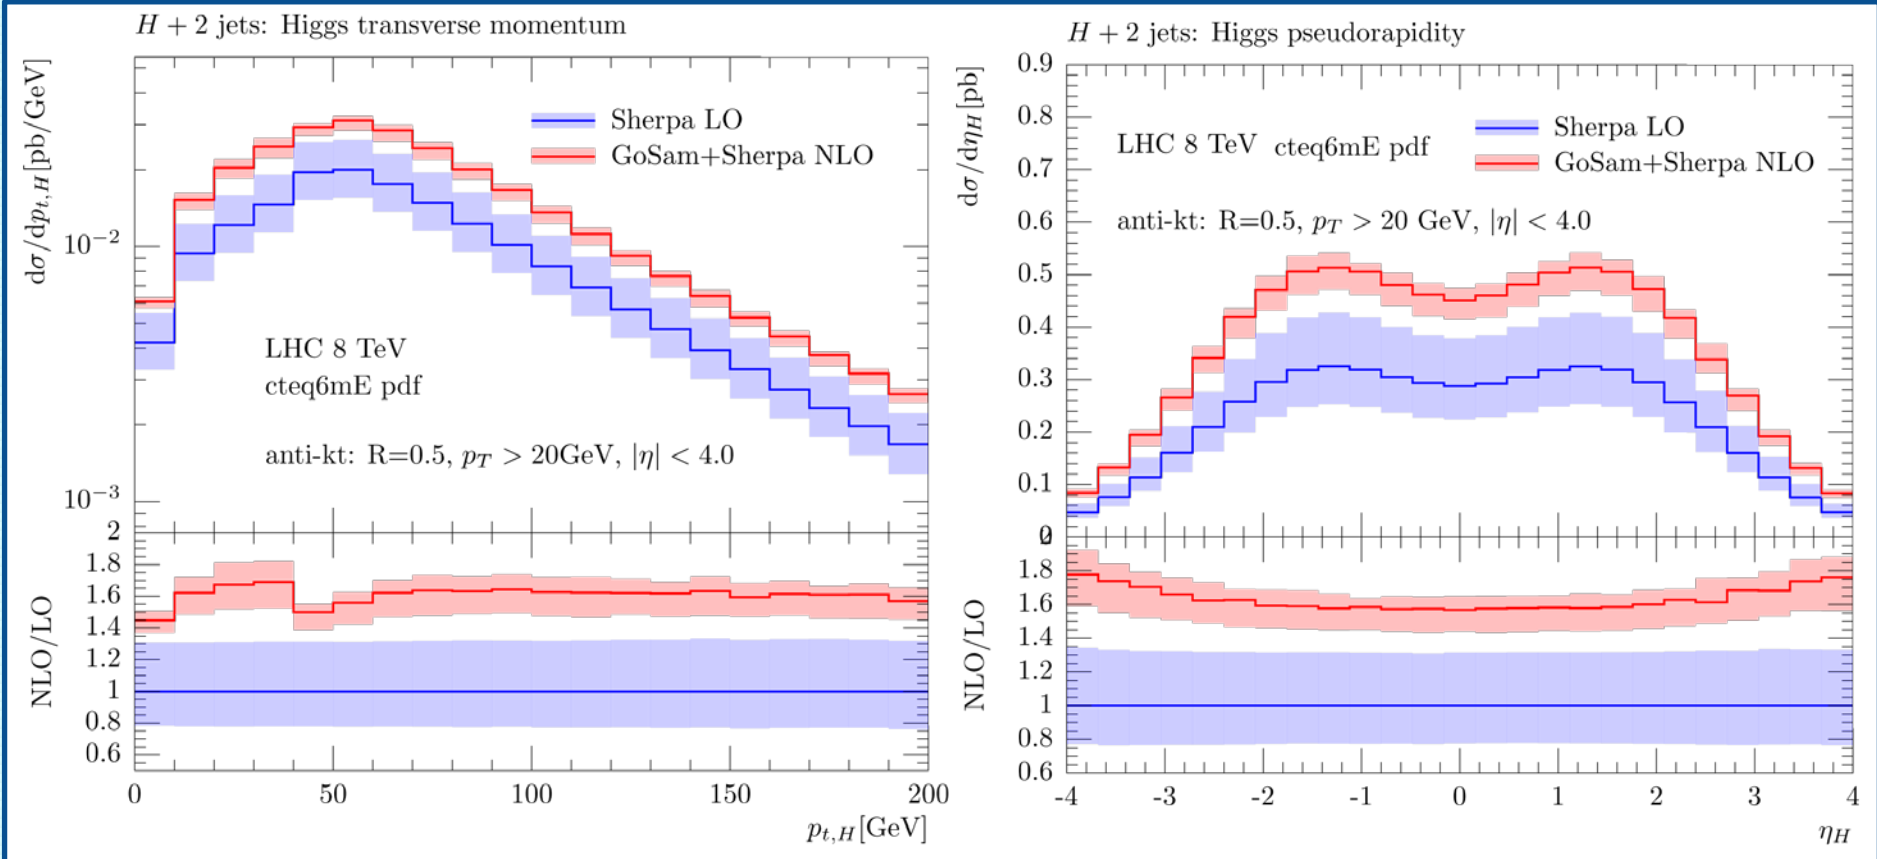 H + 2 jets: Higgs transverse momentum
dσ/dp_{t,H}[pb/GeV]
Sherpa LO
GoSam+Sherpa NLO
10^{-2}
LHC 8 TeV
cteq6mE pdf
anti-kt: R=0.5, p_T > 20GeV, |η| < 4.0
10^{-3}
2
1.8
1.6
1.4
1.2
1
0.8
0.6
NLO/LO
0 50 100 150 200
p_{t,H}[GeV]
H + 2 jets: Higgs pseudorapidity
dσ/dη_H[pb]
0.9
0.8
0.7
0.6
0.5
0.4
0.3
0.2
0.1
0
Sherpa LO
GoSam+Sherpa NLO
LHC 8 TeV cteq6mE pdf
anti-kt: R=0.5, p_T > 20 GeV, |η| < 4.0
2
1.8
1.6
1.4
1.2
1
0.8
0.6
NLO/LO
-4 -3 -2 -1 0 1 2 3 4
η_H